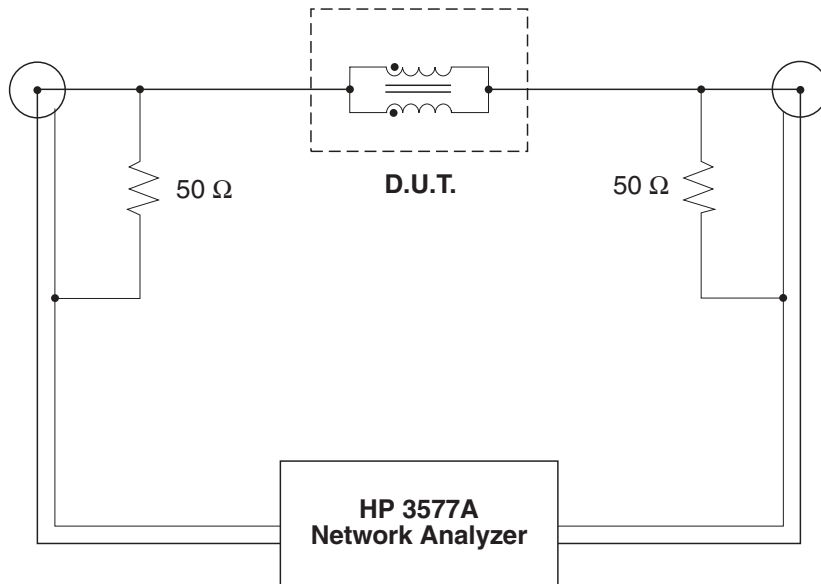 D.U.T.
50 Ω
50 Ω
HP 3577A
Network Analyzer